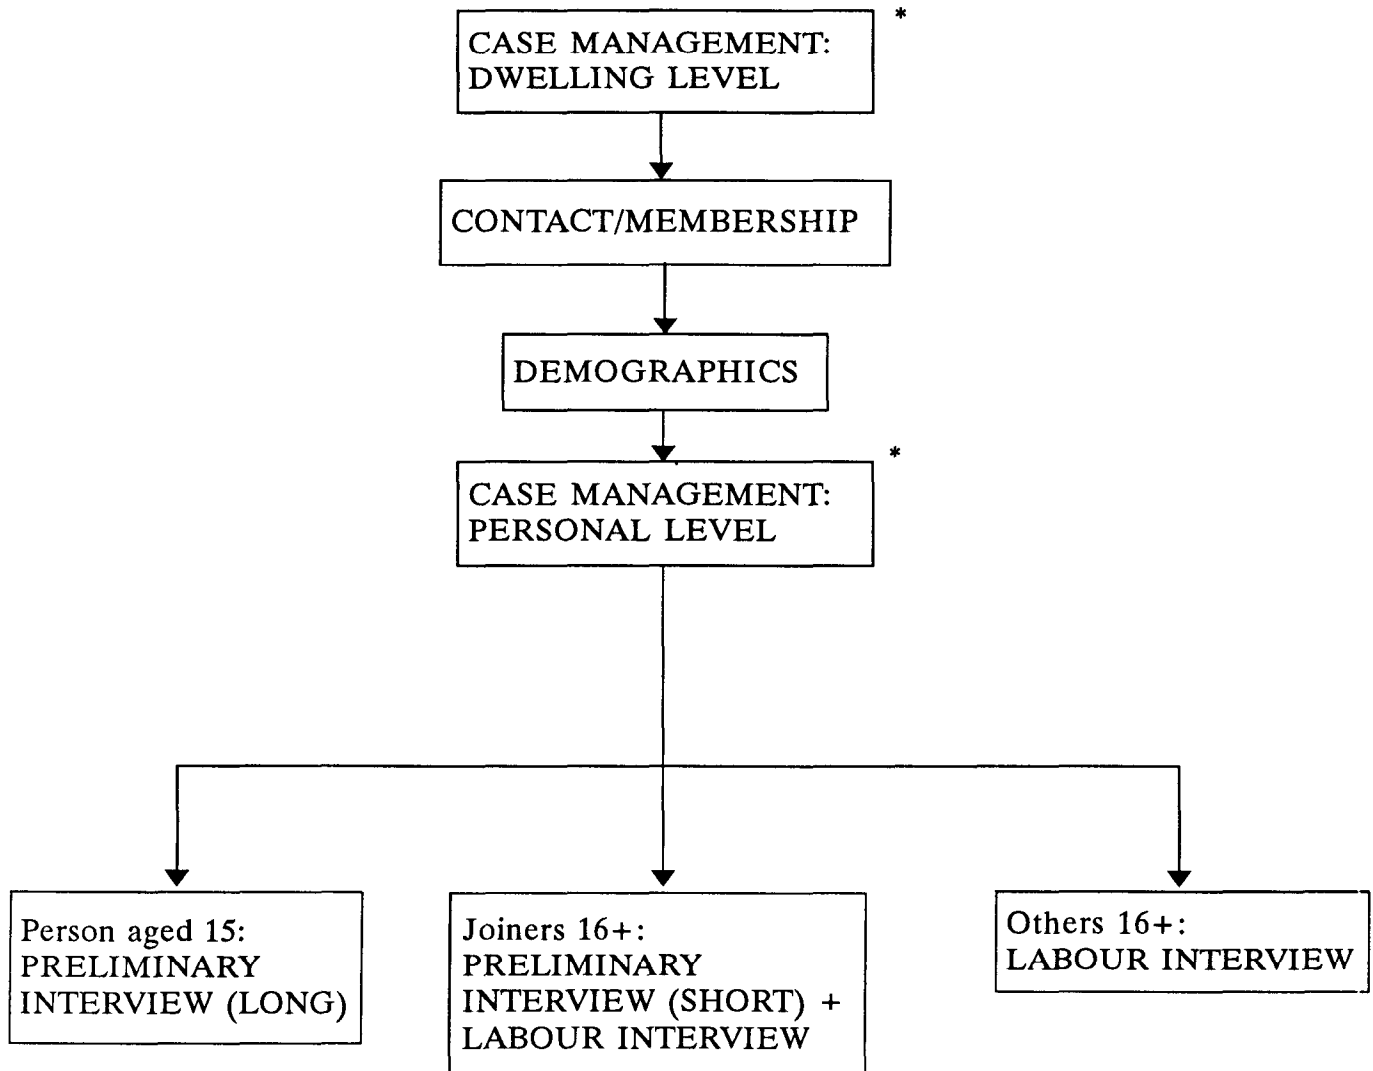 *
CASE MANAGEMENT:
DWELLING LEVEL
CONTACT/MEMBERSHIP
DEMOGRAPHICS
*
CASE MANAGEMENT:
PERSONAL LEVEL
Person aged 15:
PRELIMINARY
INTERVIEW (LONG)
Joiners 16+:
PRELIMINARY
INTERVIEW (SHORT) +
LABOUR INTERVIEW
Others 16+:
LABOUR INTERVIEW